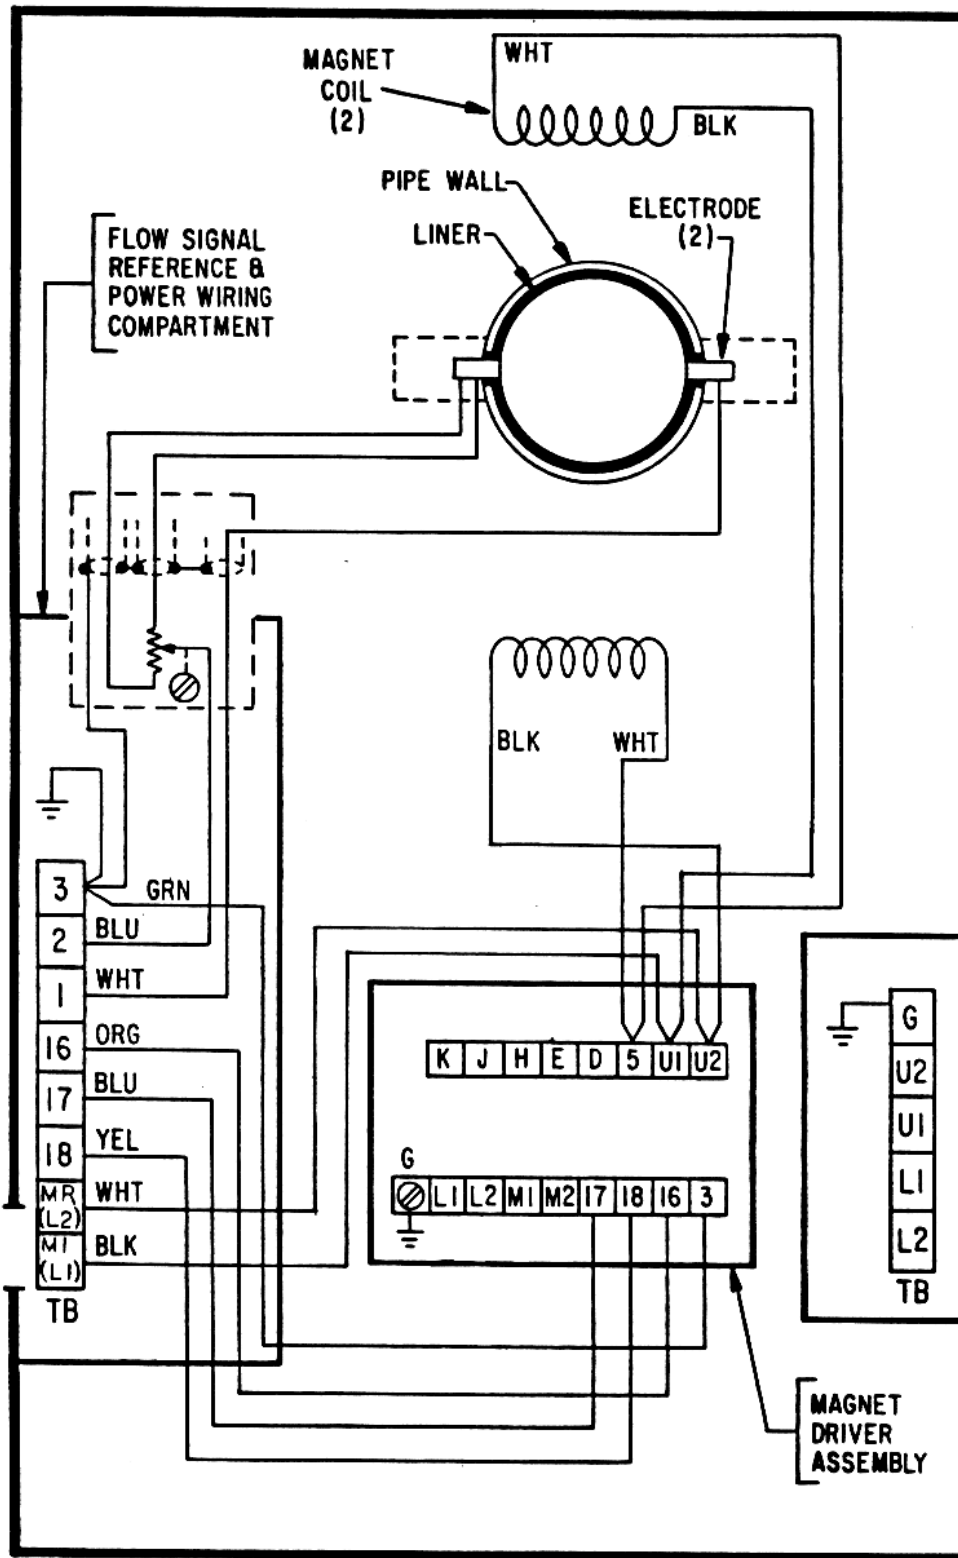 WHT
MAGNET
COIL
(2)
BLK
PIPE WALL
ELECTRODE
(2)
LINER
FLOW SIGNAL
REFERENCE &
POWER WIRING
COMPARTMENT
BLK WHT
3
GRN
2
BLU
1
WHT
16
ORG
17
BLU
18
YEL
MR
(L2)
WHT
M1
(L1)
BLK
TB
K J H E D 5 U1 U2
G
L1 L2 M1 M2 17 18 16 3
G
U2
U1
L1
L2
TB
MAGNET
DRIVER
ASSEMBLY